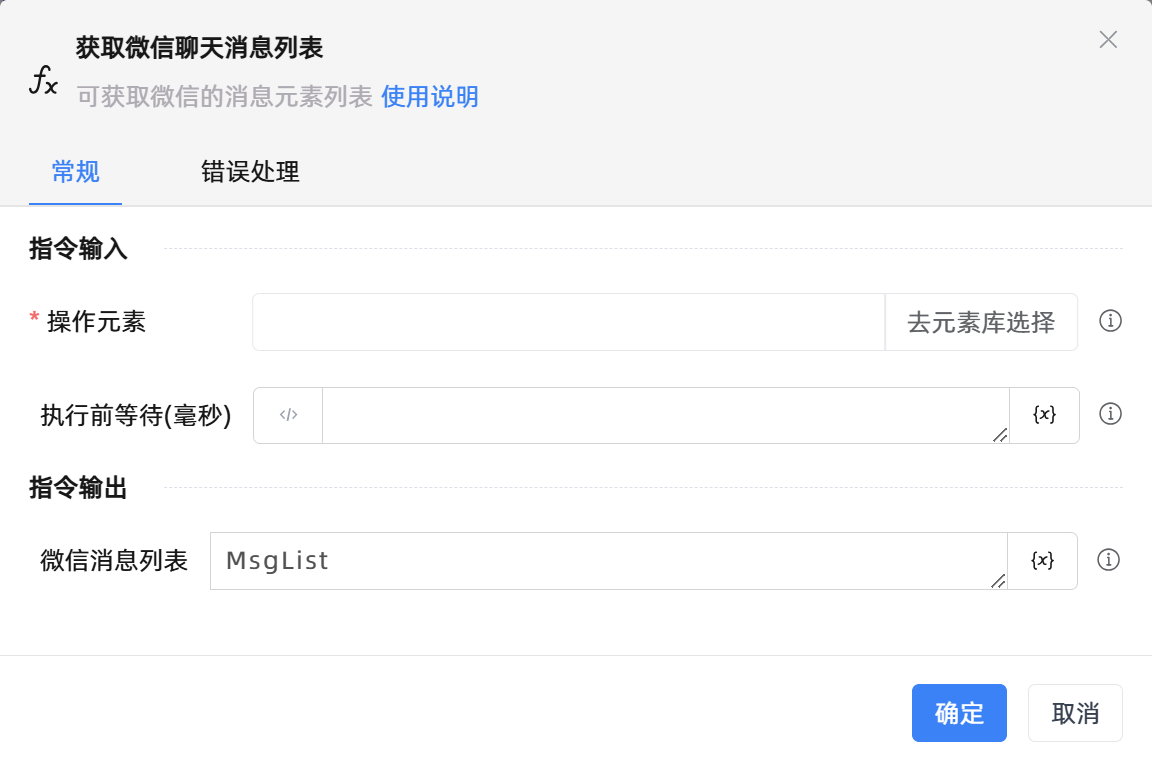 获取微信聊天消息列表
fx
可获取微信的消息元素列表 使用说明
常规 错误处理
指令输入
* 操作元素 去元素库选择
执行前等待(毫秒) </> {x}
指令输出
微信消息列表 MsgList {x}
确定 取消